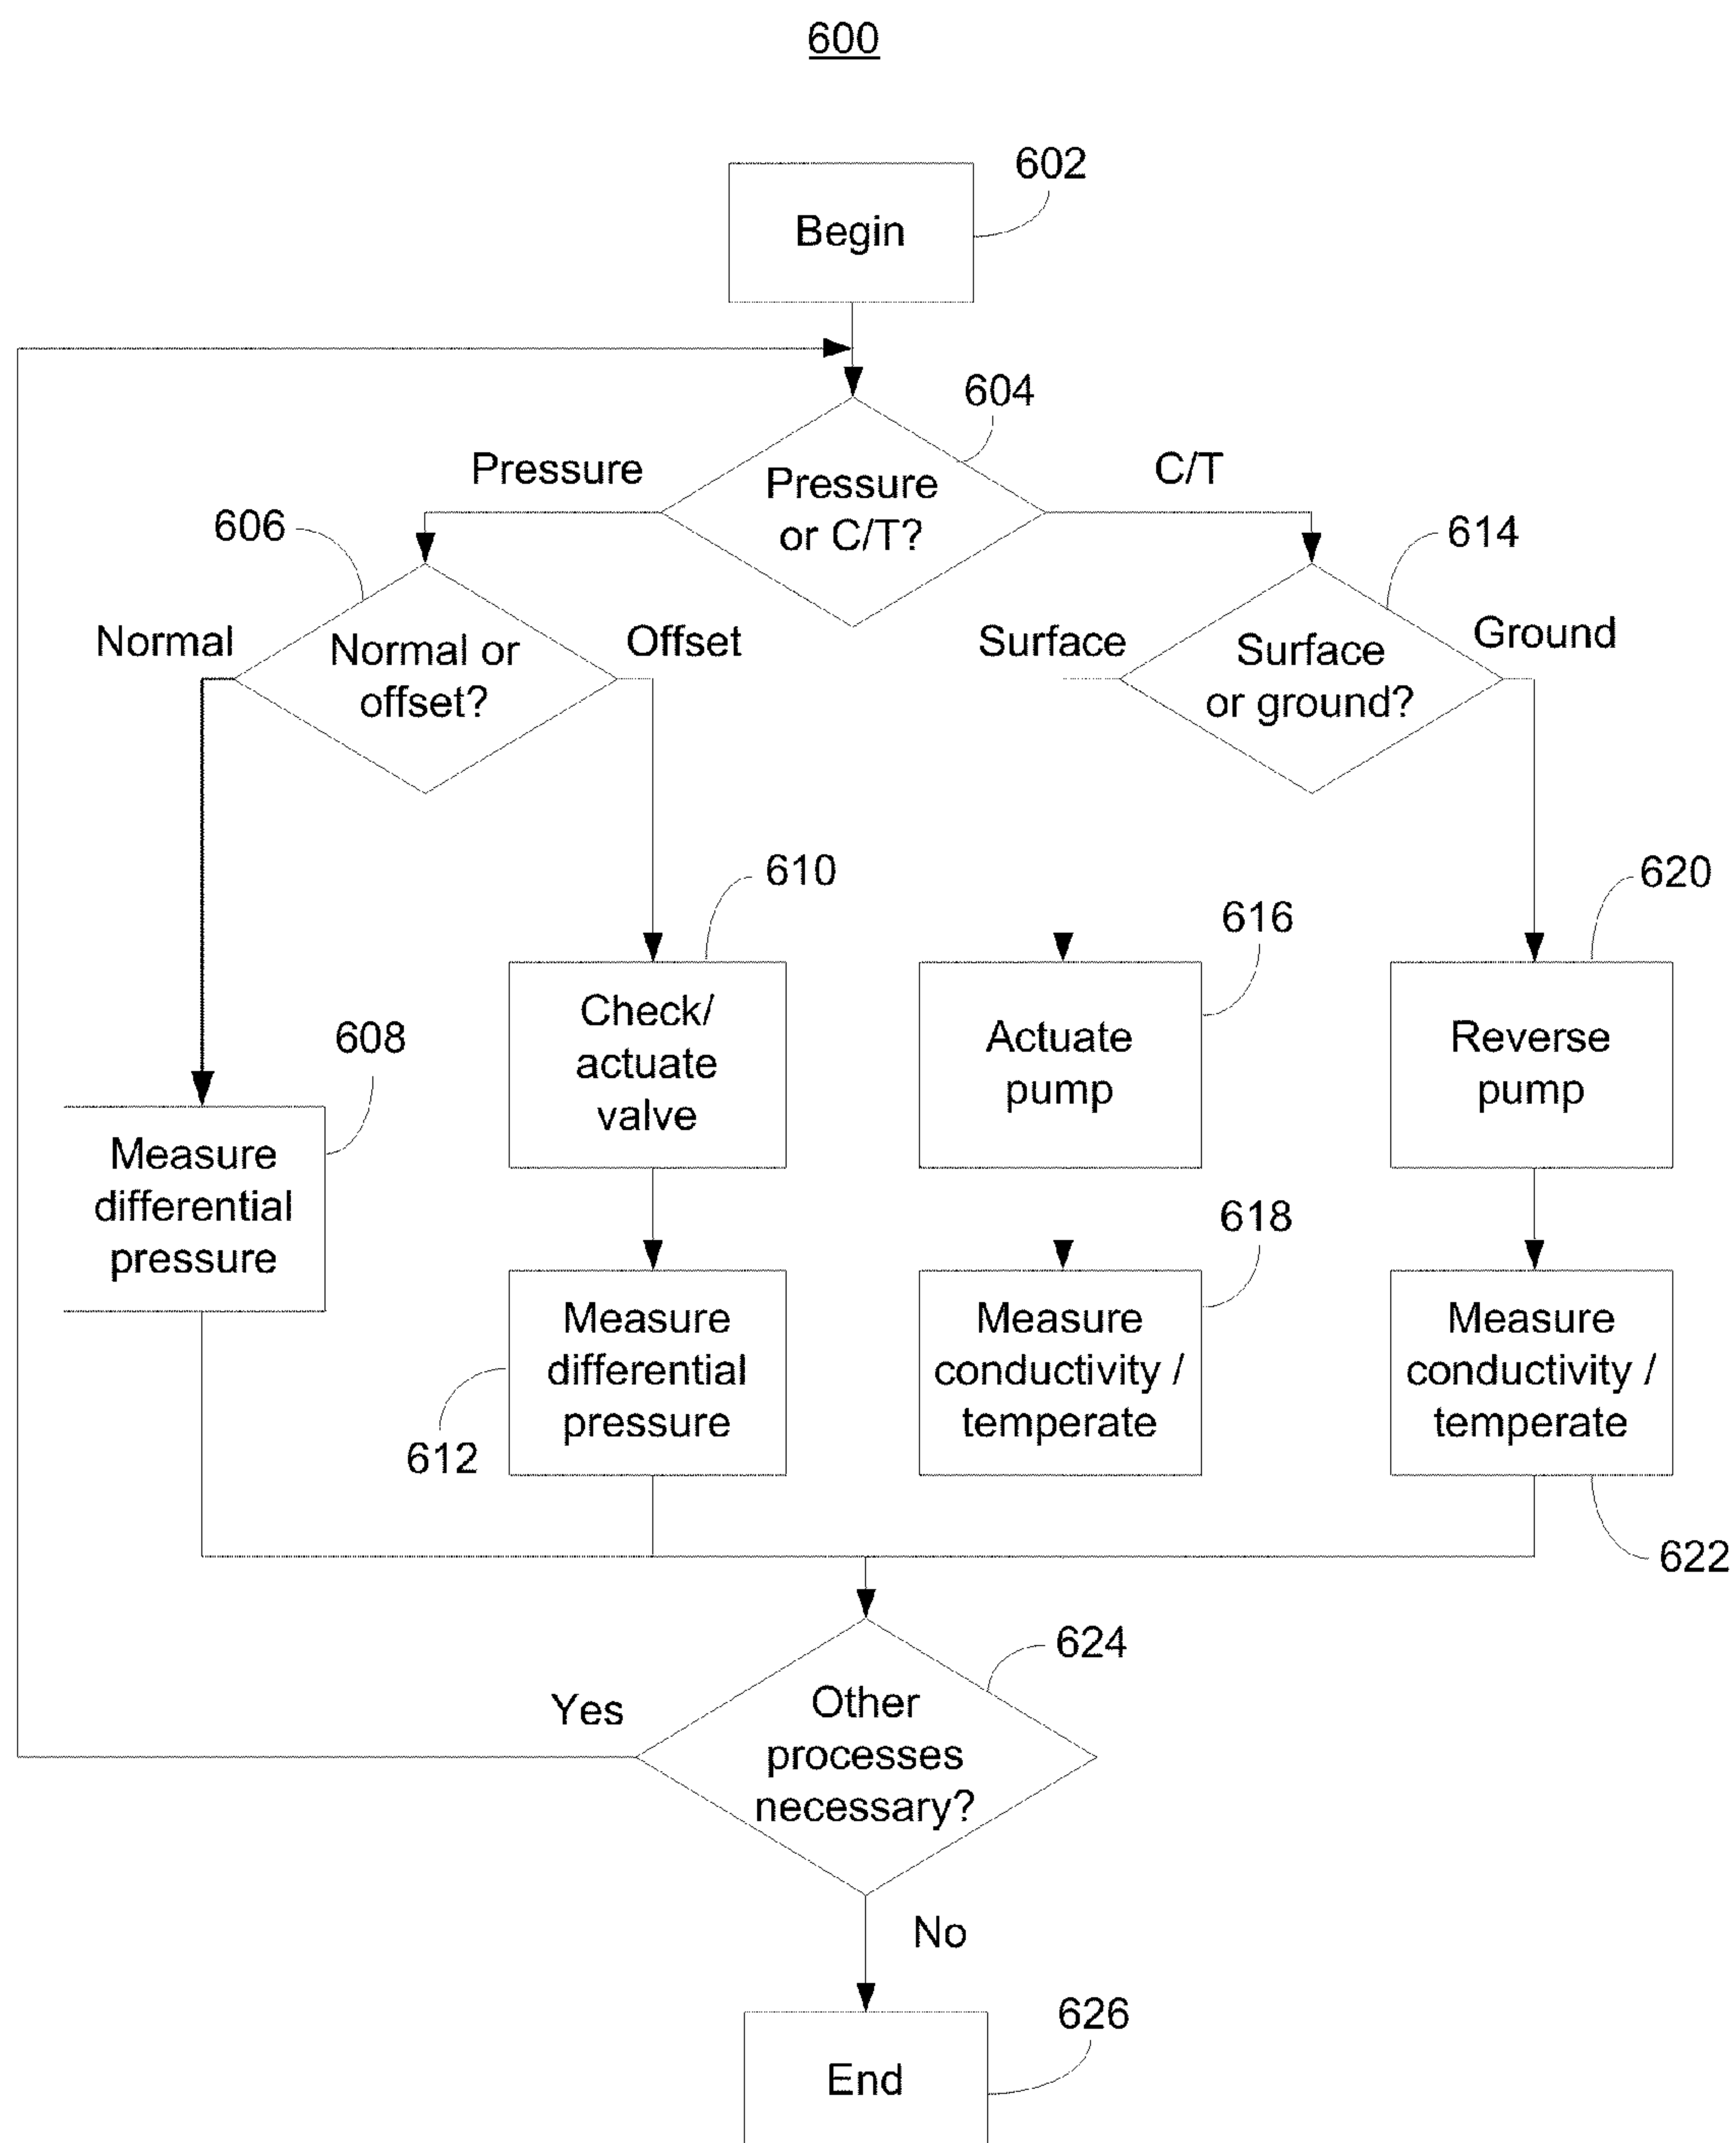 600
602
Begin
604
Pressure
C/T
Pressure
or C/T?
606
614
Normal
Normal or
offset?
Offset
Surface
Surface
or ground?
Ground
610
616
620
Check/
actuate
valve
Actuate
pump
Reverse
pump
608
Measure
differential
pressure
618
Measure
differential
pressure
Measure
conductivity /
temperate
Measure
conductivity /
temperate
612
622
624
Yes
Other
processes
necessary?
No
626
End